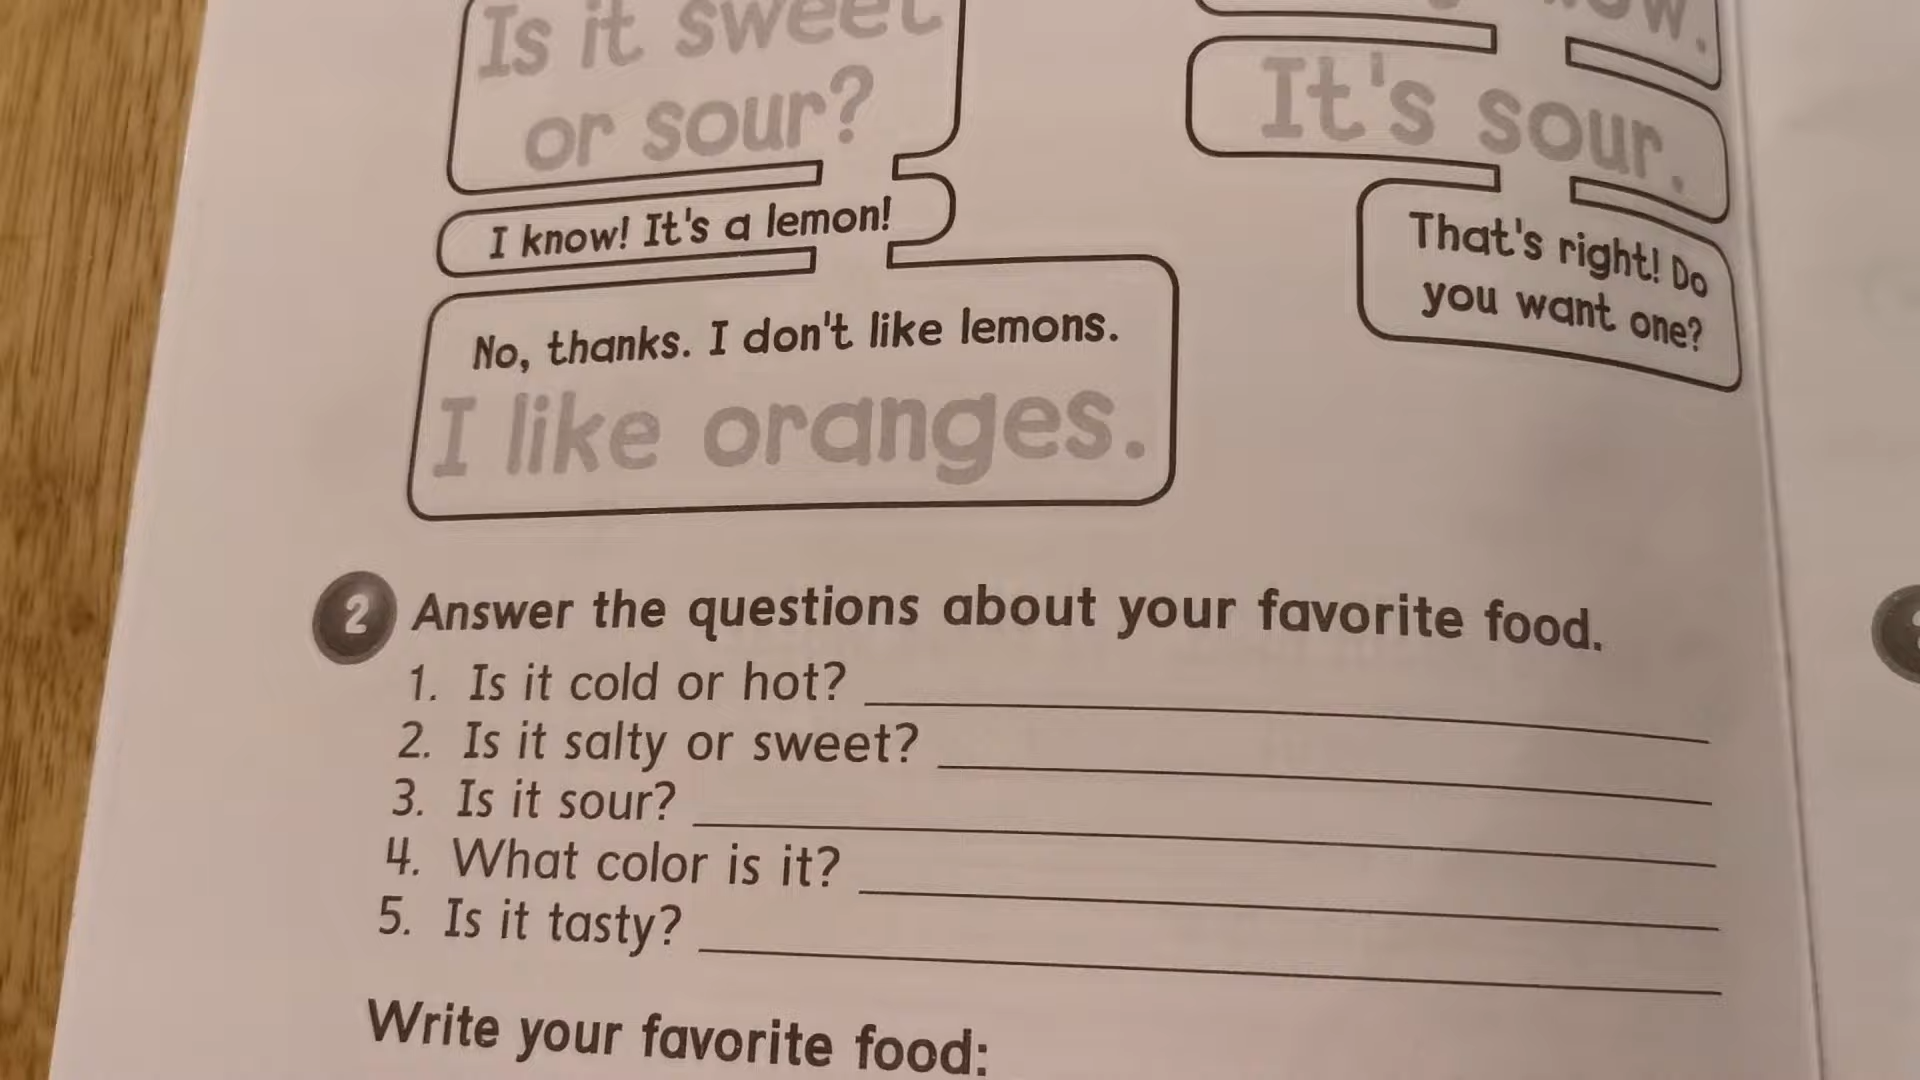 Is it sweet
or sour?
It's sour.
I know! It's a lemon!
That's right! Do
you want one?
No, thanks. I don't like lemons.
I like oranges.
2 Answer the questions about your favorite food.
1. Is it cold or hot?
2. Is it salty or sweet?
3. Is it sour?
4. What color is it?
5. Is it tasty?
Write your favorite food: